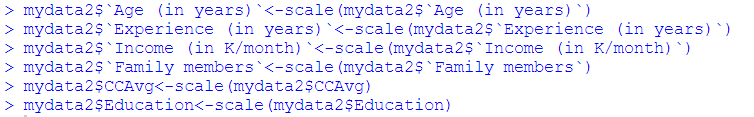 > mydata2$`Age (in years)`<-scale(mydata2$`Age (in years)`)
> mydata2$`Experience (in years)`<-scale(mydata2$`Experience (in years)`)
> mydata2$`Income (in K/month)`<-scale(mydata2$`Income (in K/month)`)
> mydata2$`Family members`<-scale(mydata2$`Family members`)
> mydata2$CCAvg<-scale(mydata2$CCAvg)
> mydata2$Education<-scale(mydata2$Education)